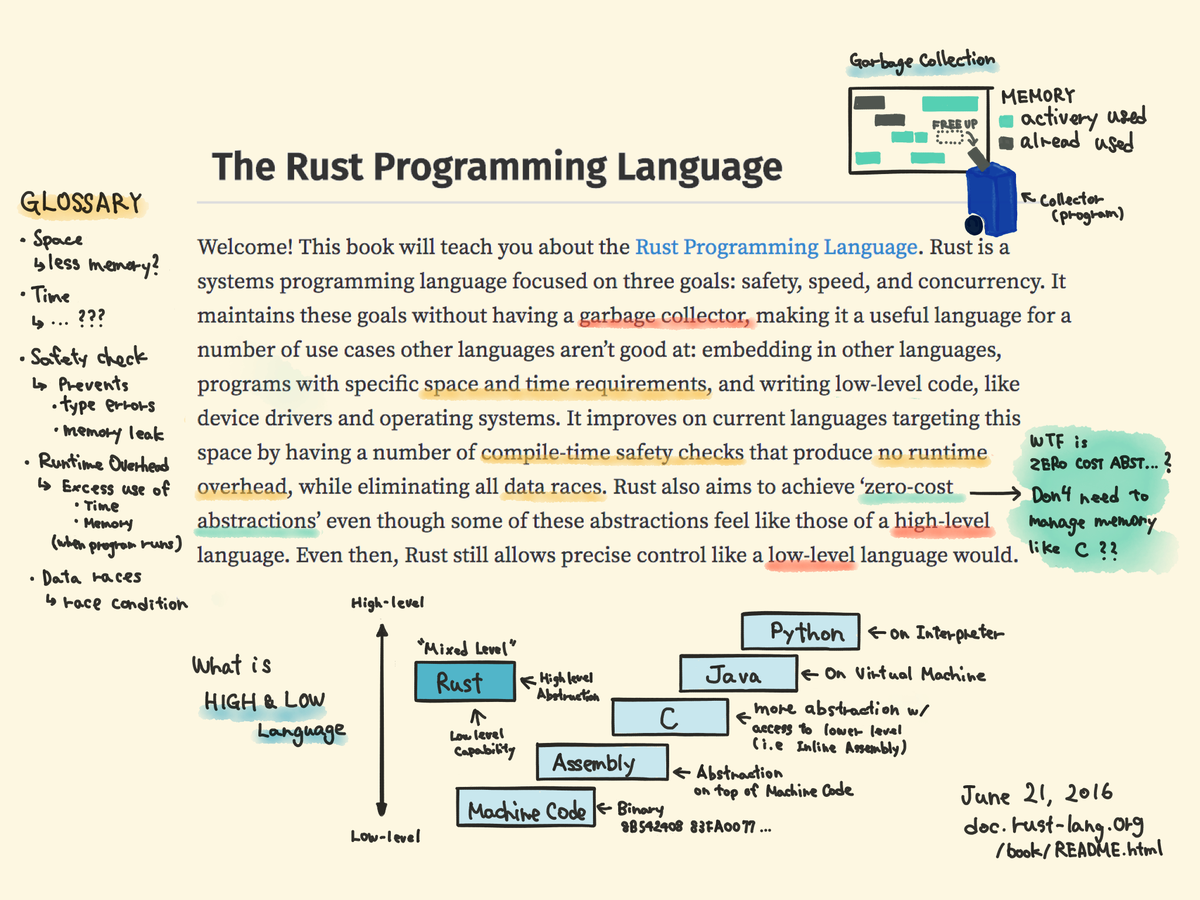 Garbage Collection
MEMORY
activery used
alread used
FREE UP
Collector
(program)
The Rust Programming Language
Welcome! This book will teach you about the Rust Programming Language. Rust is a
systems programming language focused on three goals: safety, speed, and concurrency. It
maintains these goals without having a garbage collector, making it a useful language for a
number of use cases other languages aren’t good at: embedding in other languages,
programs with specific space and time requirements, and writing low-level code, like
device drivers and operating systems. It improves on current languages targeting this
space by having a number of compile-time safety checks that produce no runtime
overhead, while eliminating all data races. Rust also aims to achieve ‘zero-cost
abstractions’ even though some of these abstractions feel like those of a high-level
language. Even then, Rust still allows precise control like a low-level language would.
GLOSSARY
• Space
↳ less memory?
• Time
↳ ... ???
• Safety check
↳ Prevents
• type errors
• memory leak
• Runtime Overhead
↳ Excess use of
• Time
• Memory
(when program runs)
• Data races
↳ race condition
WTF is
ZERO COST ABST...?
Don't need to
manage memory
like C ??
What is
HIGH & LOW
Language
High-level
Low-level
"Mixed Level"
Rust
← High level
Abstraction
↑
Low level
Capability
Python ← on Interpreter
Java ← On Virtual Machine
C ← more abstraction w/
access to lower level
(i.e Inline Assembly)
Assembly ← Abstraction
on top of Machine Code
Machine Code ← Binary
8B542408 83FA0077...
June 21, 2016
doc.rust-lang.org
/book/README.html